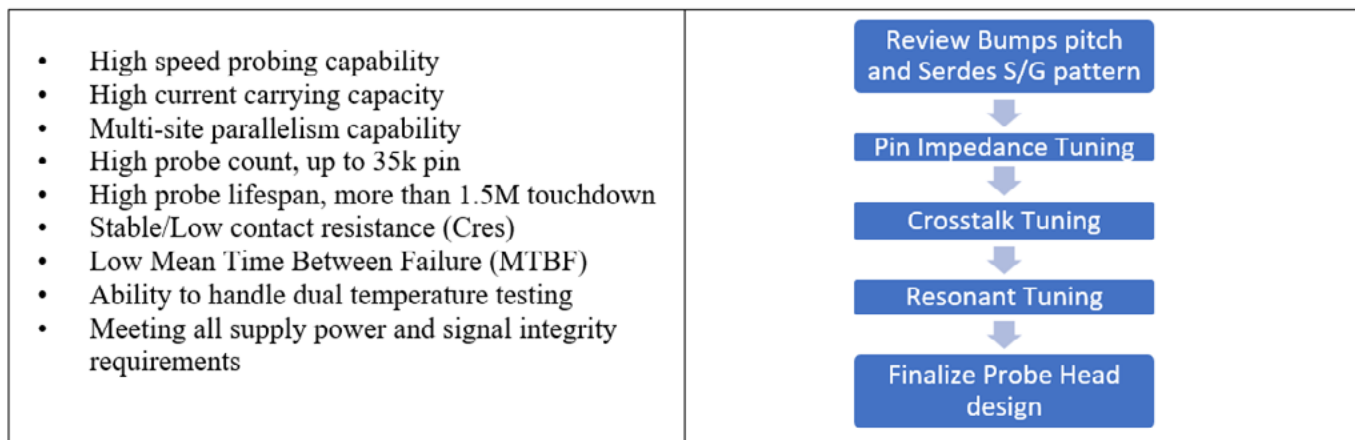 • High speed probing capability
• High current carrying capacity
• Multi-site parallelism capability
• High probe count, up to 35k pin
• High probe lifespan, more than 1.5M touchdown
• Stable/Low contact resistance (Cres)
• Low Mean Time Between Failure (MTBF)
• Ability to handle dual temperature testing
• Meeting all supply power and signal integrity
requirements
Review Bumps pitch
and Serdes S/G pattern
Pin Impedance Tuning
Crosstalk Tuning
Resonant Tuning
Finalize Probe Head
design